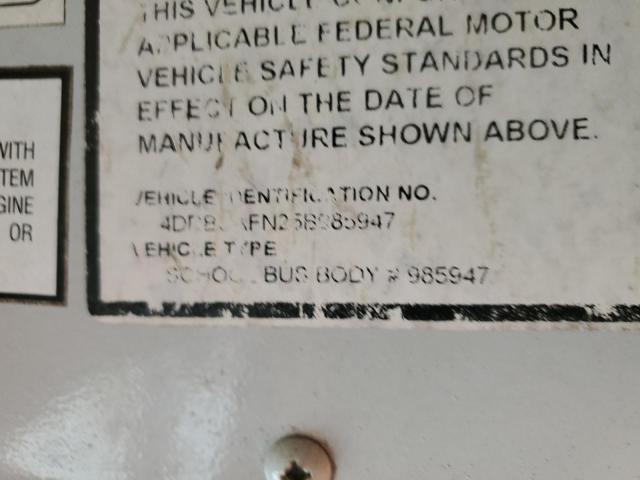 THIS VEHICLE
APPLICABLE FEDERAL MOTOR
VEHICLE SAFETY STANDARDS IN
EFFECT ON THE DATE OF
MANUFACTURE SHOWN ABOVE.
VEHICLE IDENTIFICATION NO.
VEHICLE TYPE
SCHOOL BUS BODY # 985947
WITH
TEM
GINE
OR